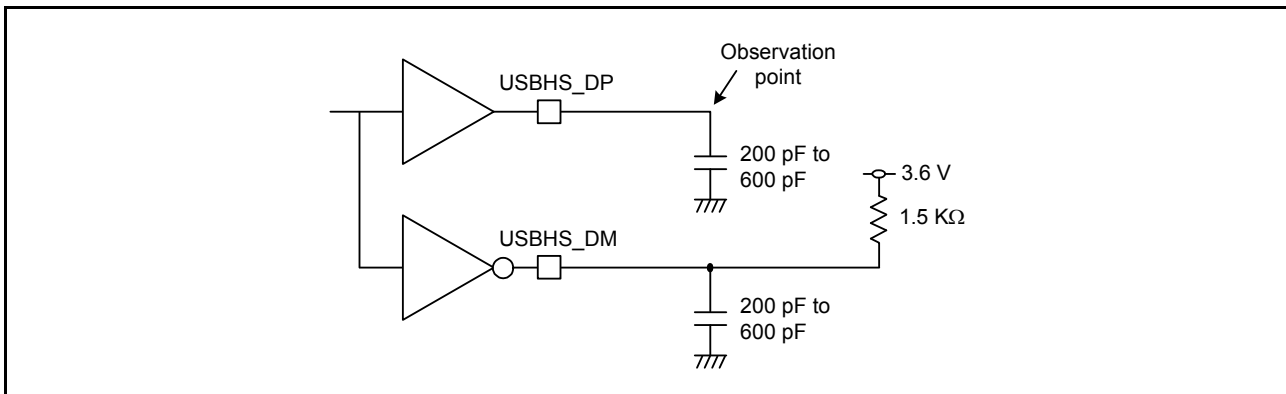 Observation
point
USBHS_DP
200 pF to
600 pF
3.6 V
1.5 KΩ
USBHS_DM
200 pF to
600 pF